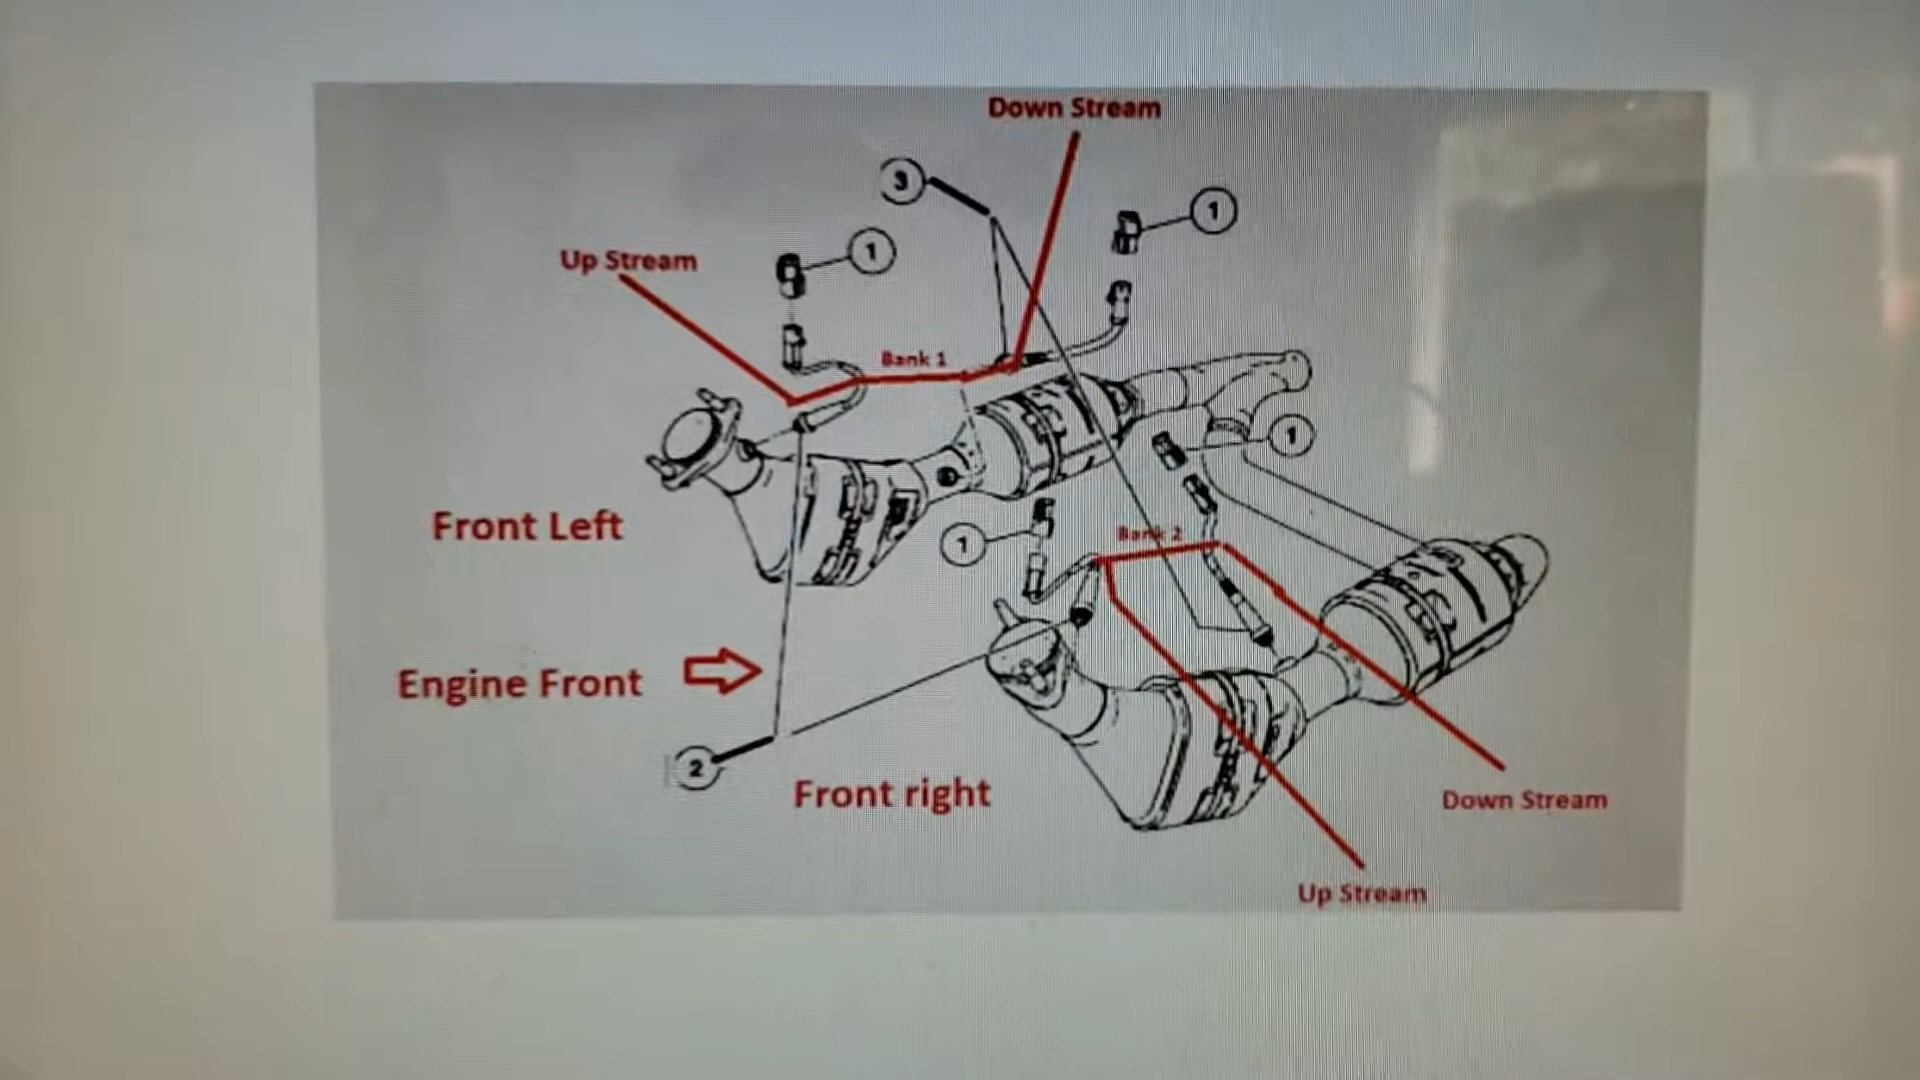 Down Stream
3
1
Up Stream
1
Bank 1
1
Front Left
1
Bank 2
Engine Front
2
Front right
Down Stream
Up Stream